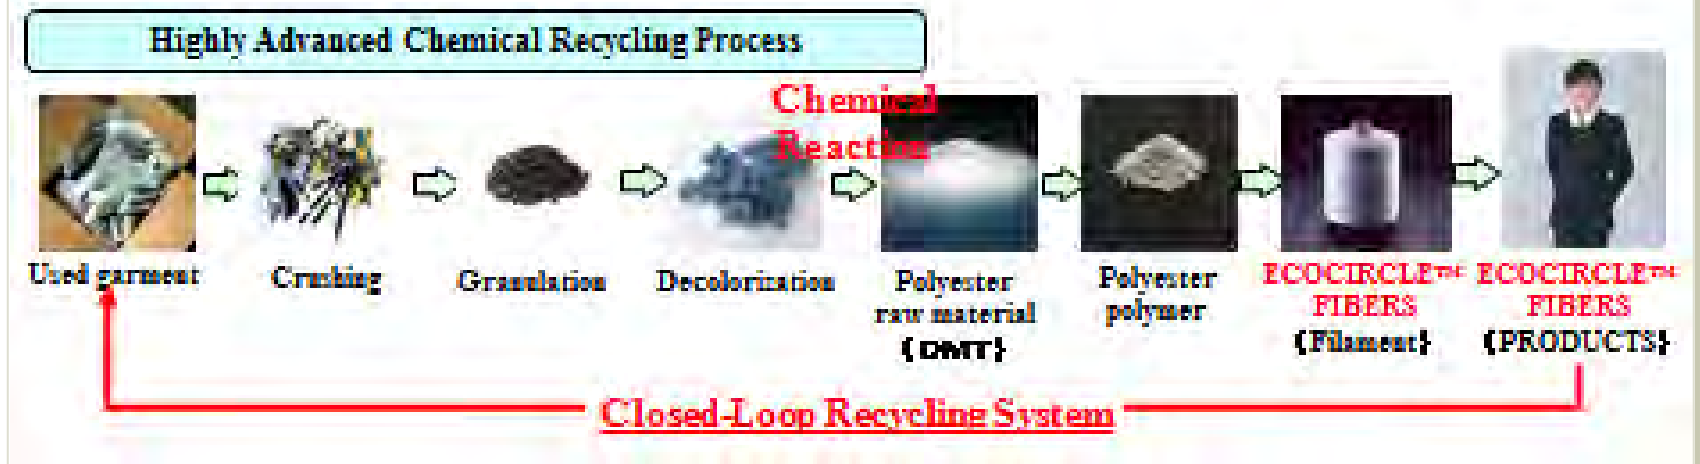 Highly Advanced Chemical Recycling Process
Chemical
Reaction
Used garment
Crushing
Granulation
Decolorization
Polyester
raw material
(DMT)
Polyester
polymer
ECOCIRCLE™
FIBERS
(Filament)
ECOCIRCLE™
FIBERS
(PRODUCTS)
Closed-Loop Recycling System